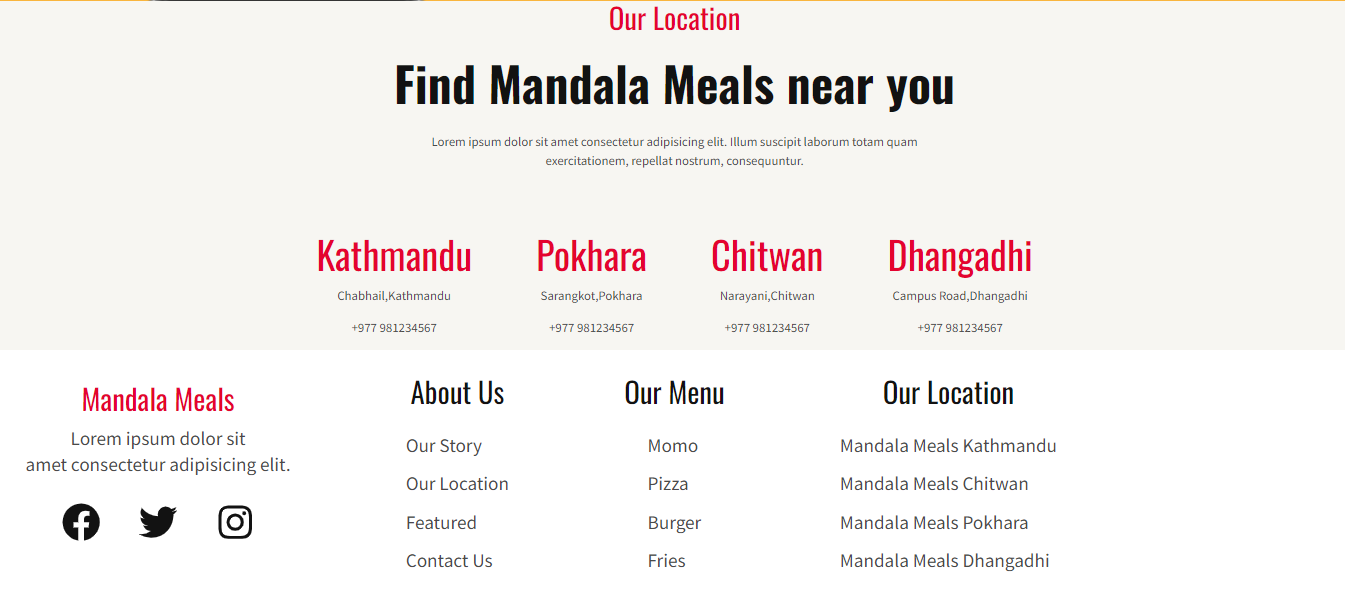 Our Location
Find Mandala Meals near you
Lorem ipsum dolor sit amet consectetur adipisicing elit. Illum suscipit laborum totam quam
exercitationem, repellat nostrum, consequuntur.
Kathmandu
Chabhail,Kathmandu
+977 981234567
Pokhara
Sarangkot,Pokhara
+977 981234567
Chitwan
Narayani,Chitwan
+977 981234567
Dhangadhi
Campus Road,Dhangadhi
+977 981234567
Mandala Meals
Lorem ipsum dolor sit
amet consectetur adipisicing elit.
About Us
Our Story
Our Location
Featured
Contact Us
Our Menu
Momo
Pizza
Burger
Fries
Our Location
Mandala Meals Kathmandu
Mandala Meals Chitwan
Mandala Meals Pokhara
Mandala Meals Dhangadhi